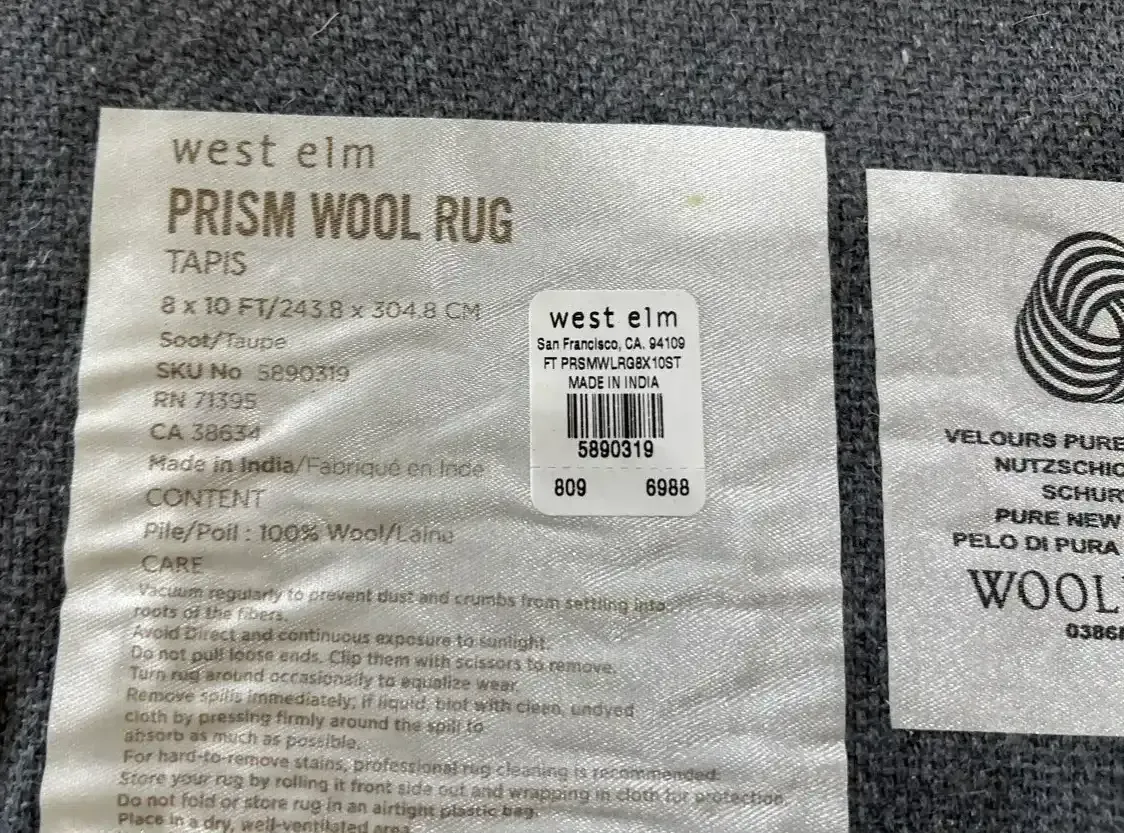 west elm
PRISM WOOL RUG
TAPIS
8 x 10 FT/243.8 x 304.8 CM
Soot/Taupe
SKU No 5890319
RN 71395
CA 38634
Made in India/Fabriqué en Inde
CONTENT
Pile/Poil : 100% Wool/Laine
CARE
Vacuum regularly to prevent dust and crumbs from settling into
roots of the fibers.
Avoid Direct and continuous exposure to sunlight.
Do not pull loose ends. Clip them with scissors to remove.
Turn rug around occasionally to equalize wear.
Remove spills immediately; if liquid, blot with clean, undyed
cloth by pressing firmly around the spill to
absorb as much as possible.
For hard-to-remove stains, professional rug cleaning is recommended.
Store your rug by rolling it front side out and wrapping in cloth for protection.
Do not fold or store rug in an airtight plastic bag.
Place in a dry, well-ventilated area
west elm
San Francisco, CA. 94109
FT PRSMWLRG8X10ST
MADE IN INDIA
5890319
809 6988
VELOURS PURE
NUTZSCHIC
SCHUR
PURE NEW
PELO DI PURA
WOOL
0386